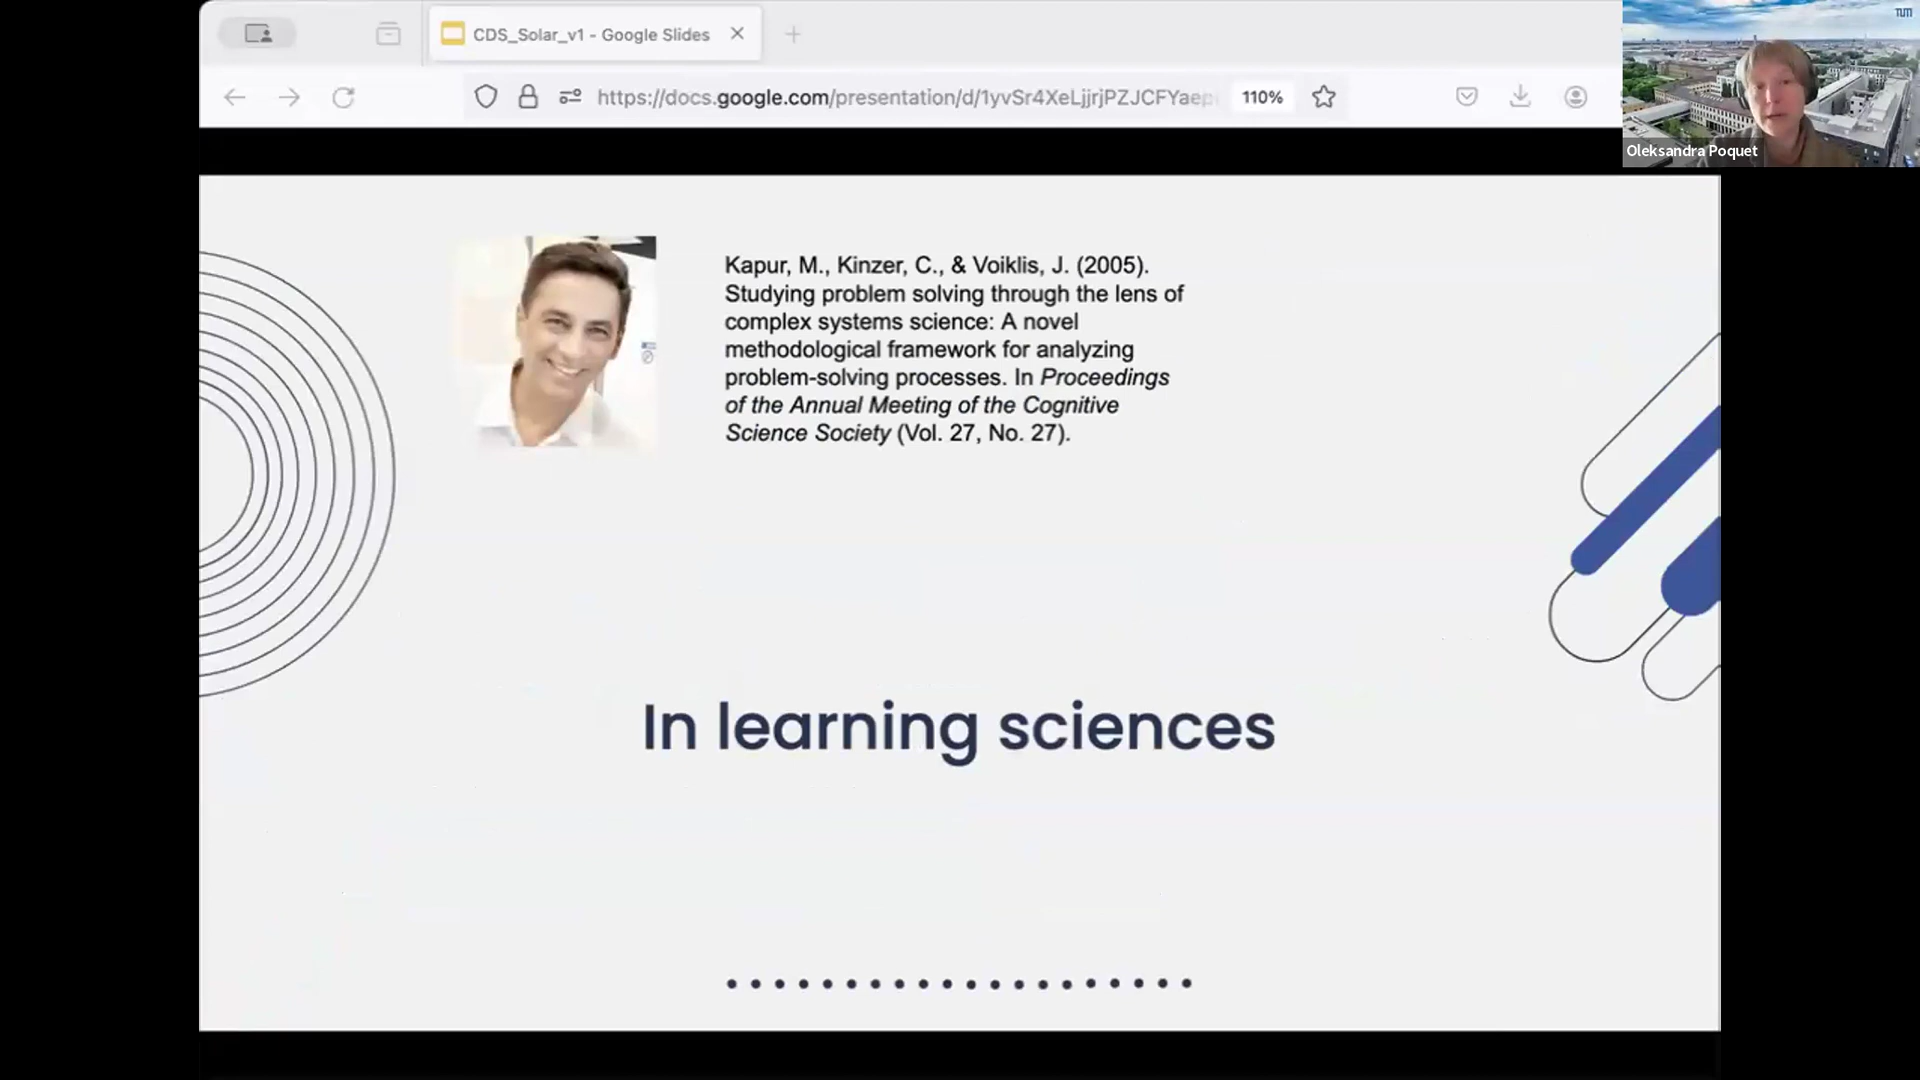 CDS_Solar_v1 - Google Slides
https://docs.google.com/presentation/d/1yvSr4XeLjjrjPZJCFYaep
110%
TUM
Oleksandra Poquet
Kapur, M., Kinzer, C., & Voiklis, J. (2005).
Studying problem solving through the lens of
complex systems science: A novel
methodological framework for analyzing
problem-solving processes. In Proceedings
of the Annual Meeting of the Cognitive
Science Society (Vol. 27, No. 27).
In learning sciences